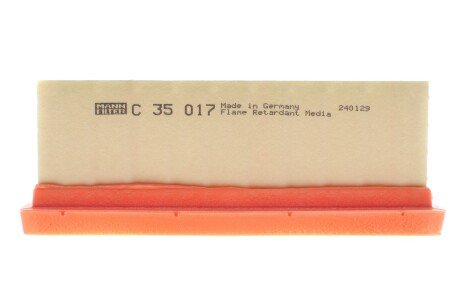 MANN
FILTER
C 35 017
Made in Germany
Flame Retardant Media
240129